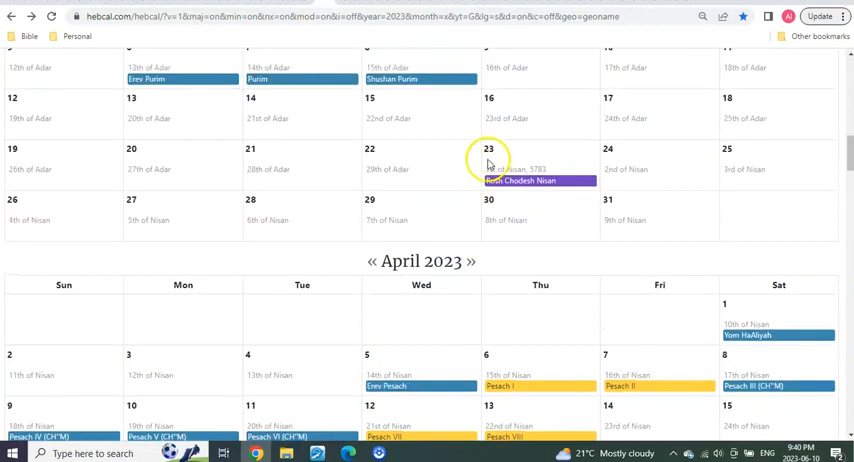 hebcal.com/hebcal/?v=1&maj=on&min=on&nx=on&mod=on&i=off&year=2023&month=x&yt=G&lg=s&d=on&c=off&geo=geoname
AI
Update
Bible
Personal
Other bookmarks
12th of Adar 13th of Adar 14th of Adar 15th of Adar 16th of Adar 17th of Adar 18th of Adar
Erev Purim Purim Shushan Purim
12 13 14 15 16 17 18
19th of Adar 20th of Adar 21st of Adar 22nd of Adar 23rd of Adar 24th of Adar 25th of Adar
19 20 21 22 23 24 25
26th of Adar 27th of Adar 28th of Adar 29th of Adar of Nisan, 5783 2nd of Nisan 3rd of Nisan
Rosh Chodesh Nisan
26 27 28 29 30 31
4th of Nisan 5th of Nisan 6th of Nisan 7th of Nisan 8th of Nisan 9th of Nisan
« April 2023 »
Sun Mon Tue Wed Thu Fri Sat
1
10th of Nisan
Yom HaAliyah
2 3 4 5 6 7 8
11th of Nisan 12th of Nisan 13th of Nisan 14th of Nisan 15th of Nisan 16th of Nisan 17th of Nisan
Erev Pesach Pesach I Pesach II Pesach III (CH''M)
9 10 11 12 13 14 15
18th of Nisan 19th of Nisan 20th of Nisan 21st of Nisan 22nd of Nisan 23rd of Nisan 24th of Nisan
Pesach IV (CH''M) Pesach V (CH''M) Pesach VI (CH''M) Pesach VII Pesach VIII
Type here to search
21°C Mostly cloudy
ENG
9:40 PM
2023-06-10
2